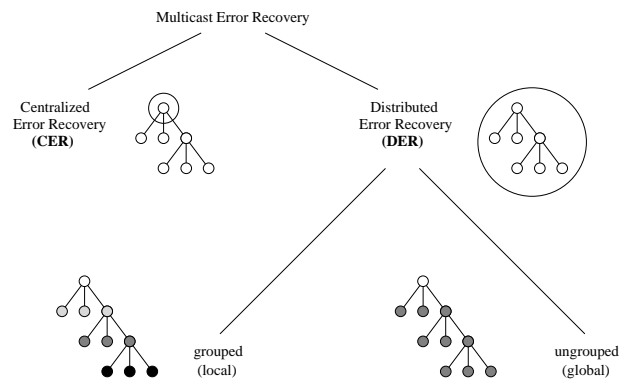 Multicast Error Recovery
Centralized
Error Recovery
(CER)
Distributed
Error Recovery
(DER)
grouped
(local)
ungrouped
(global)